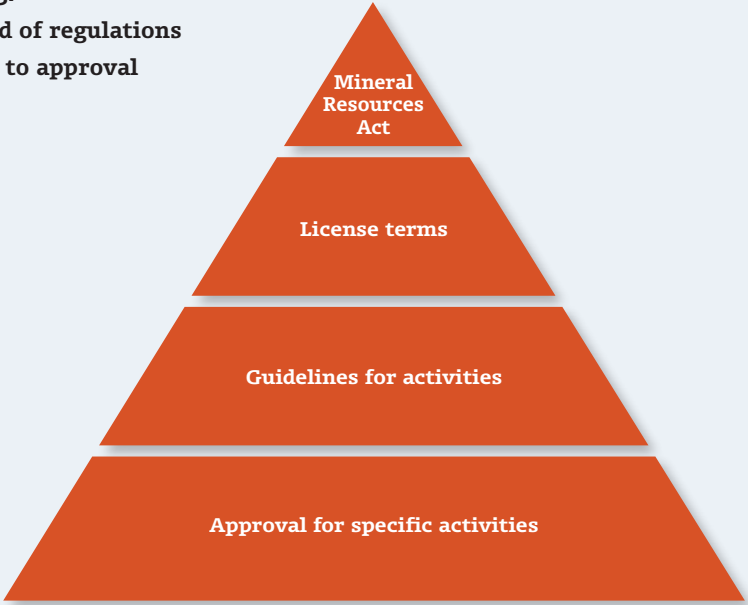 d of regulations
to approval
Mineral
Resources
Act
License terms
Guidelines for activities
Approval for specific activities